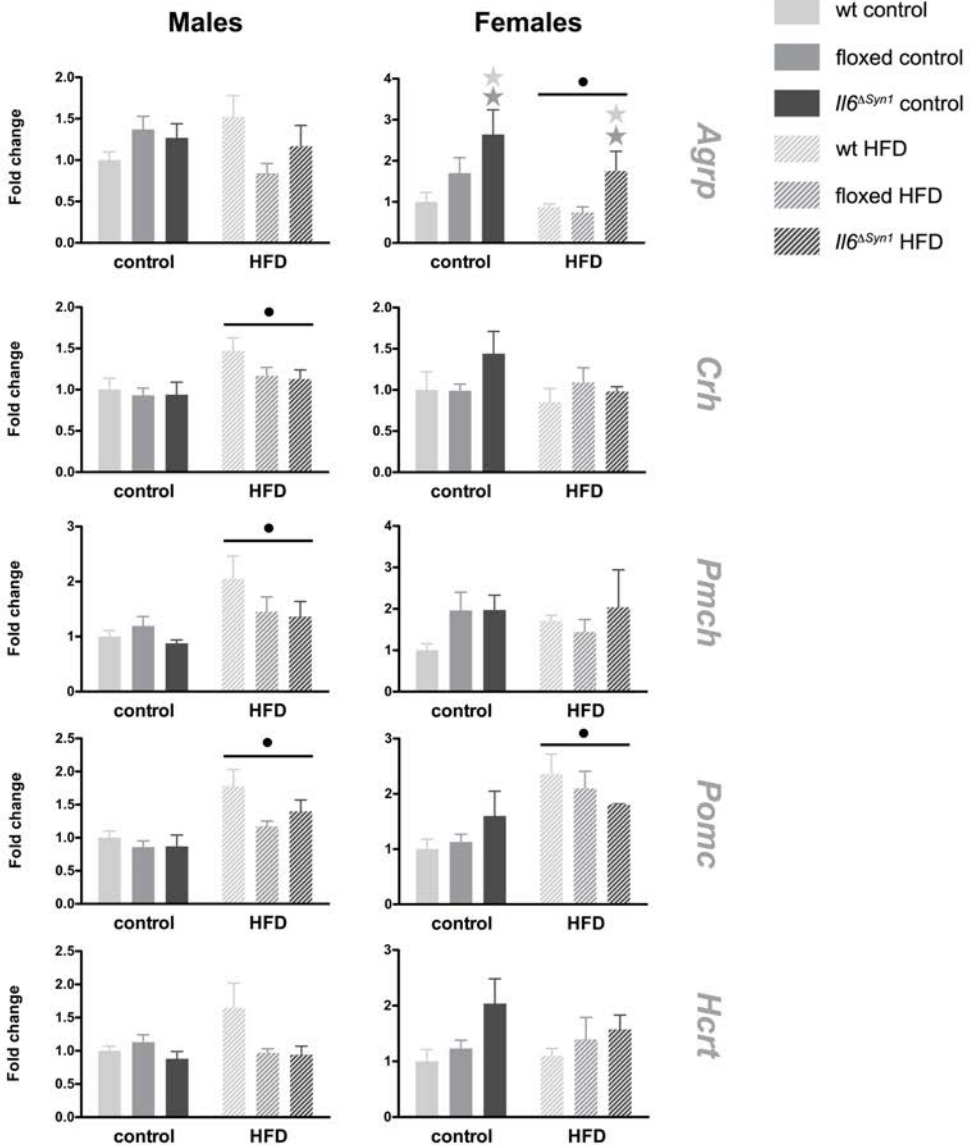 Males
Females
wt control
floxed control
Il6ΔSyn1 control
wt HFD
floxed HFD
Il6ΔSyn1 HFD
Fold change
2.0
1.5
1.0
0.5
0.0
control
HFD
4
3
2
1
0
control
HFD
Agrp
Fold change
2.0
1.5
1.0
0.5
0.0
control
HFD
2.0
1.5
1.0
0.5
0.0
control
HFD
Crh
Fold change
3
2
1
0
control
HFD
4
3
2
1
0
control
HFD
Pmch
Fold change
2.5
2.0
1.5
1.0
0.5
0.0
control
HFD
3
2
1
0
control
HFD
Pomc
Fold change
2.5
2.0
1.5
1.0
0.5
0.0
control
HFD
3
2
1
0
control
HFD
Hcrt